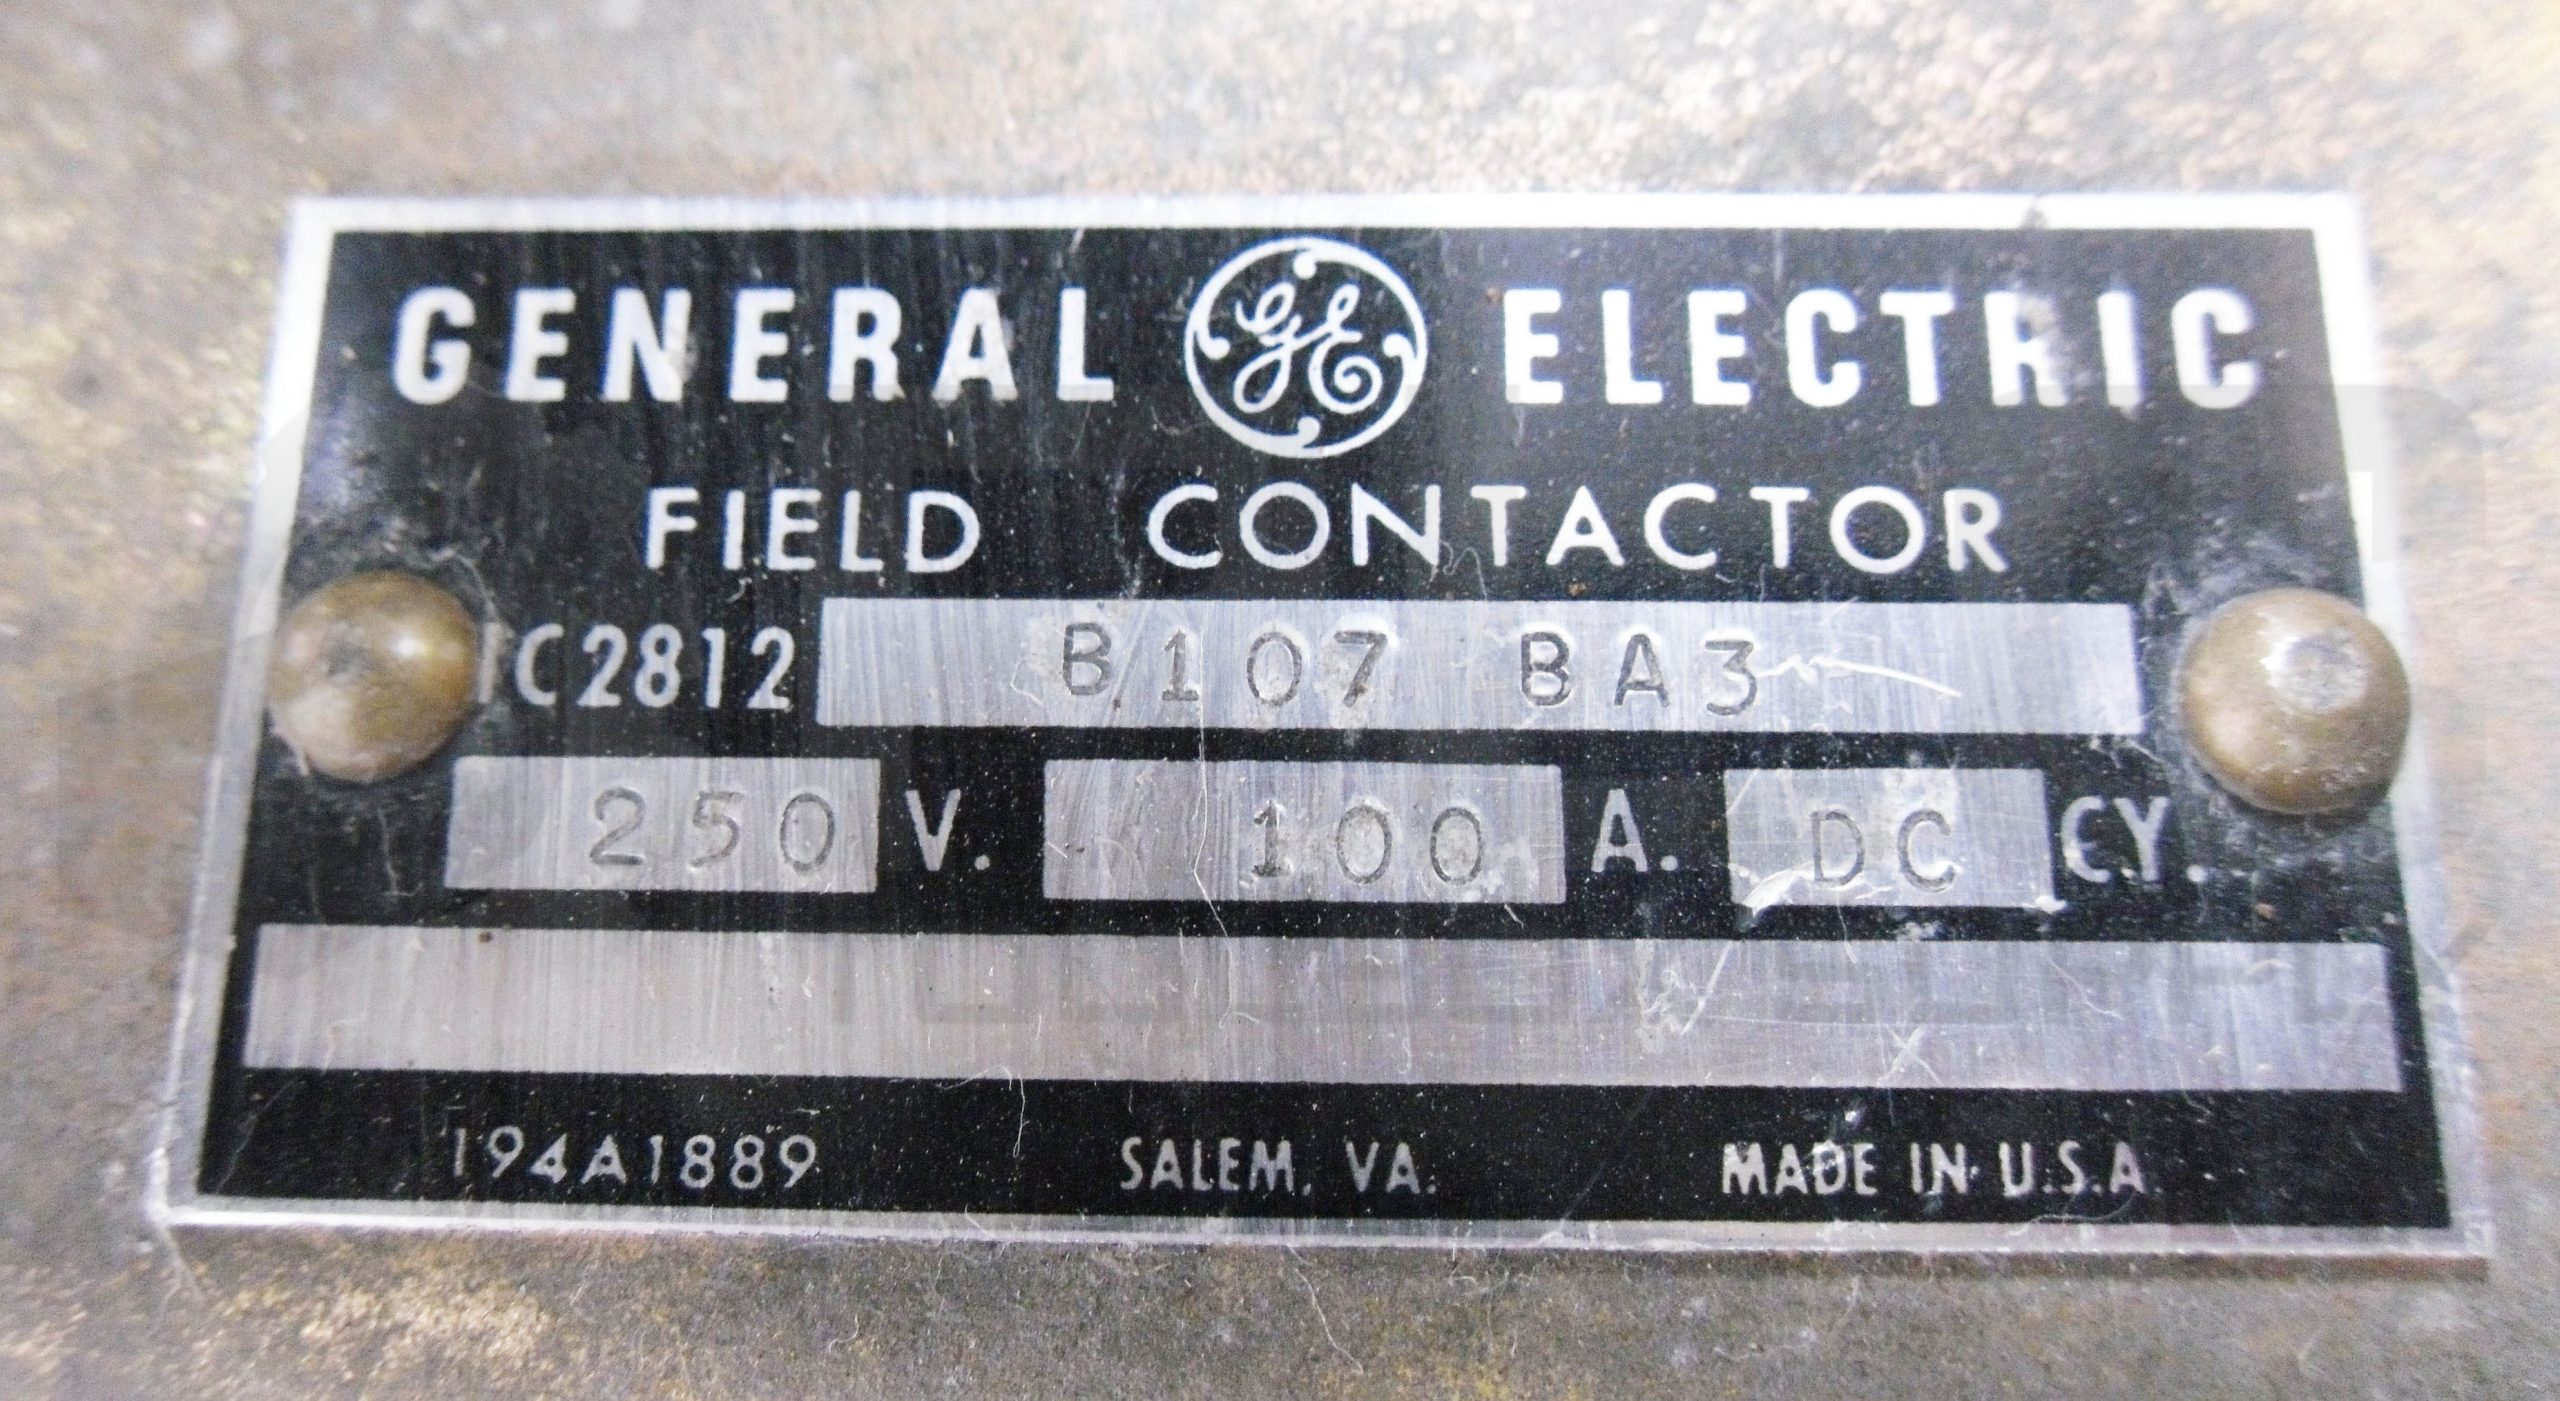 GENERAL GE ELECTRIC
FIELD CONTACTOR
IC2812 B107 BA3
250 V. 100 A. DC CY.
194A1889 SALEM, VA. MADE IN U.S.A.